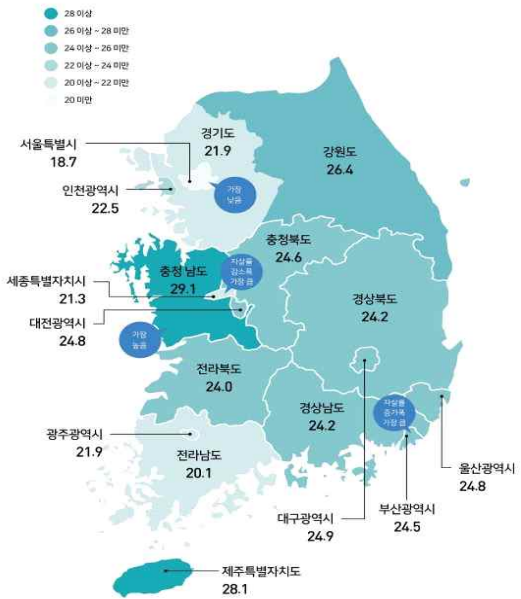 28 이상
26 이상 ~ 28 미만
24 이상 ~ 26 미만
22 이상 ~ 24 미만
20 이상 ~ 22 미만
20 미만
경기도
21.9
서울특별시
18.7
강원도
26.4
인천광역시
22.5
가장
낮음
충청북도
24.6
충청 남도
29.1
자살률
감소폭
가장 큼
세종특별자치시
21.3
경상북도
24.2
대전광역시
24.8
가장
높음
전라북도
24.0
경상남도
24.2
자살률
증가폭
가장 큼
광주광역시
21.9
전라남도
20.1
울산광역시
24.8
부산광역시
24.5
대구광역시
24.9
제주특별자치도
28.1